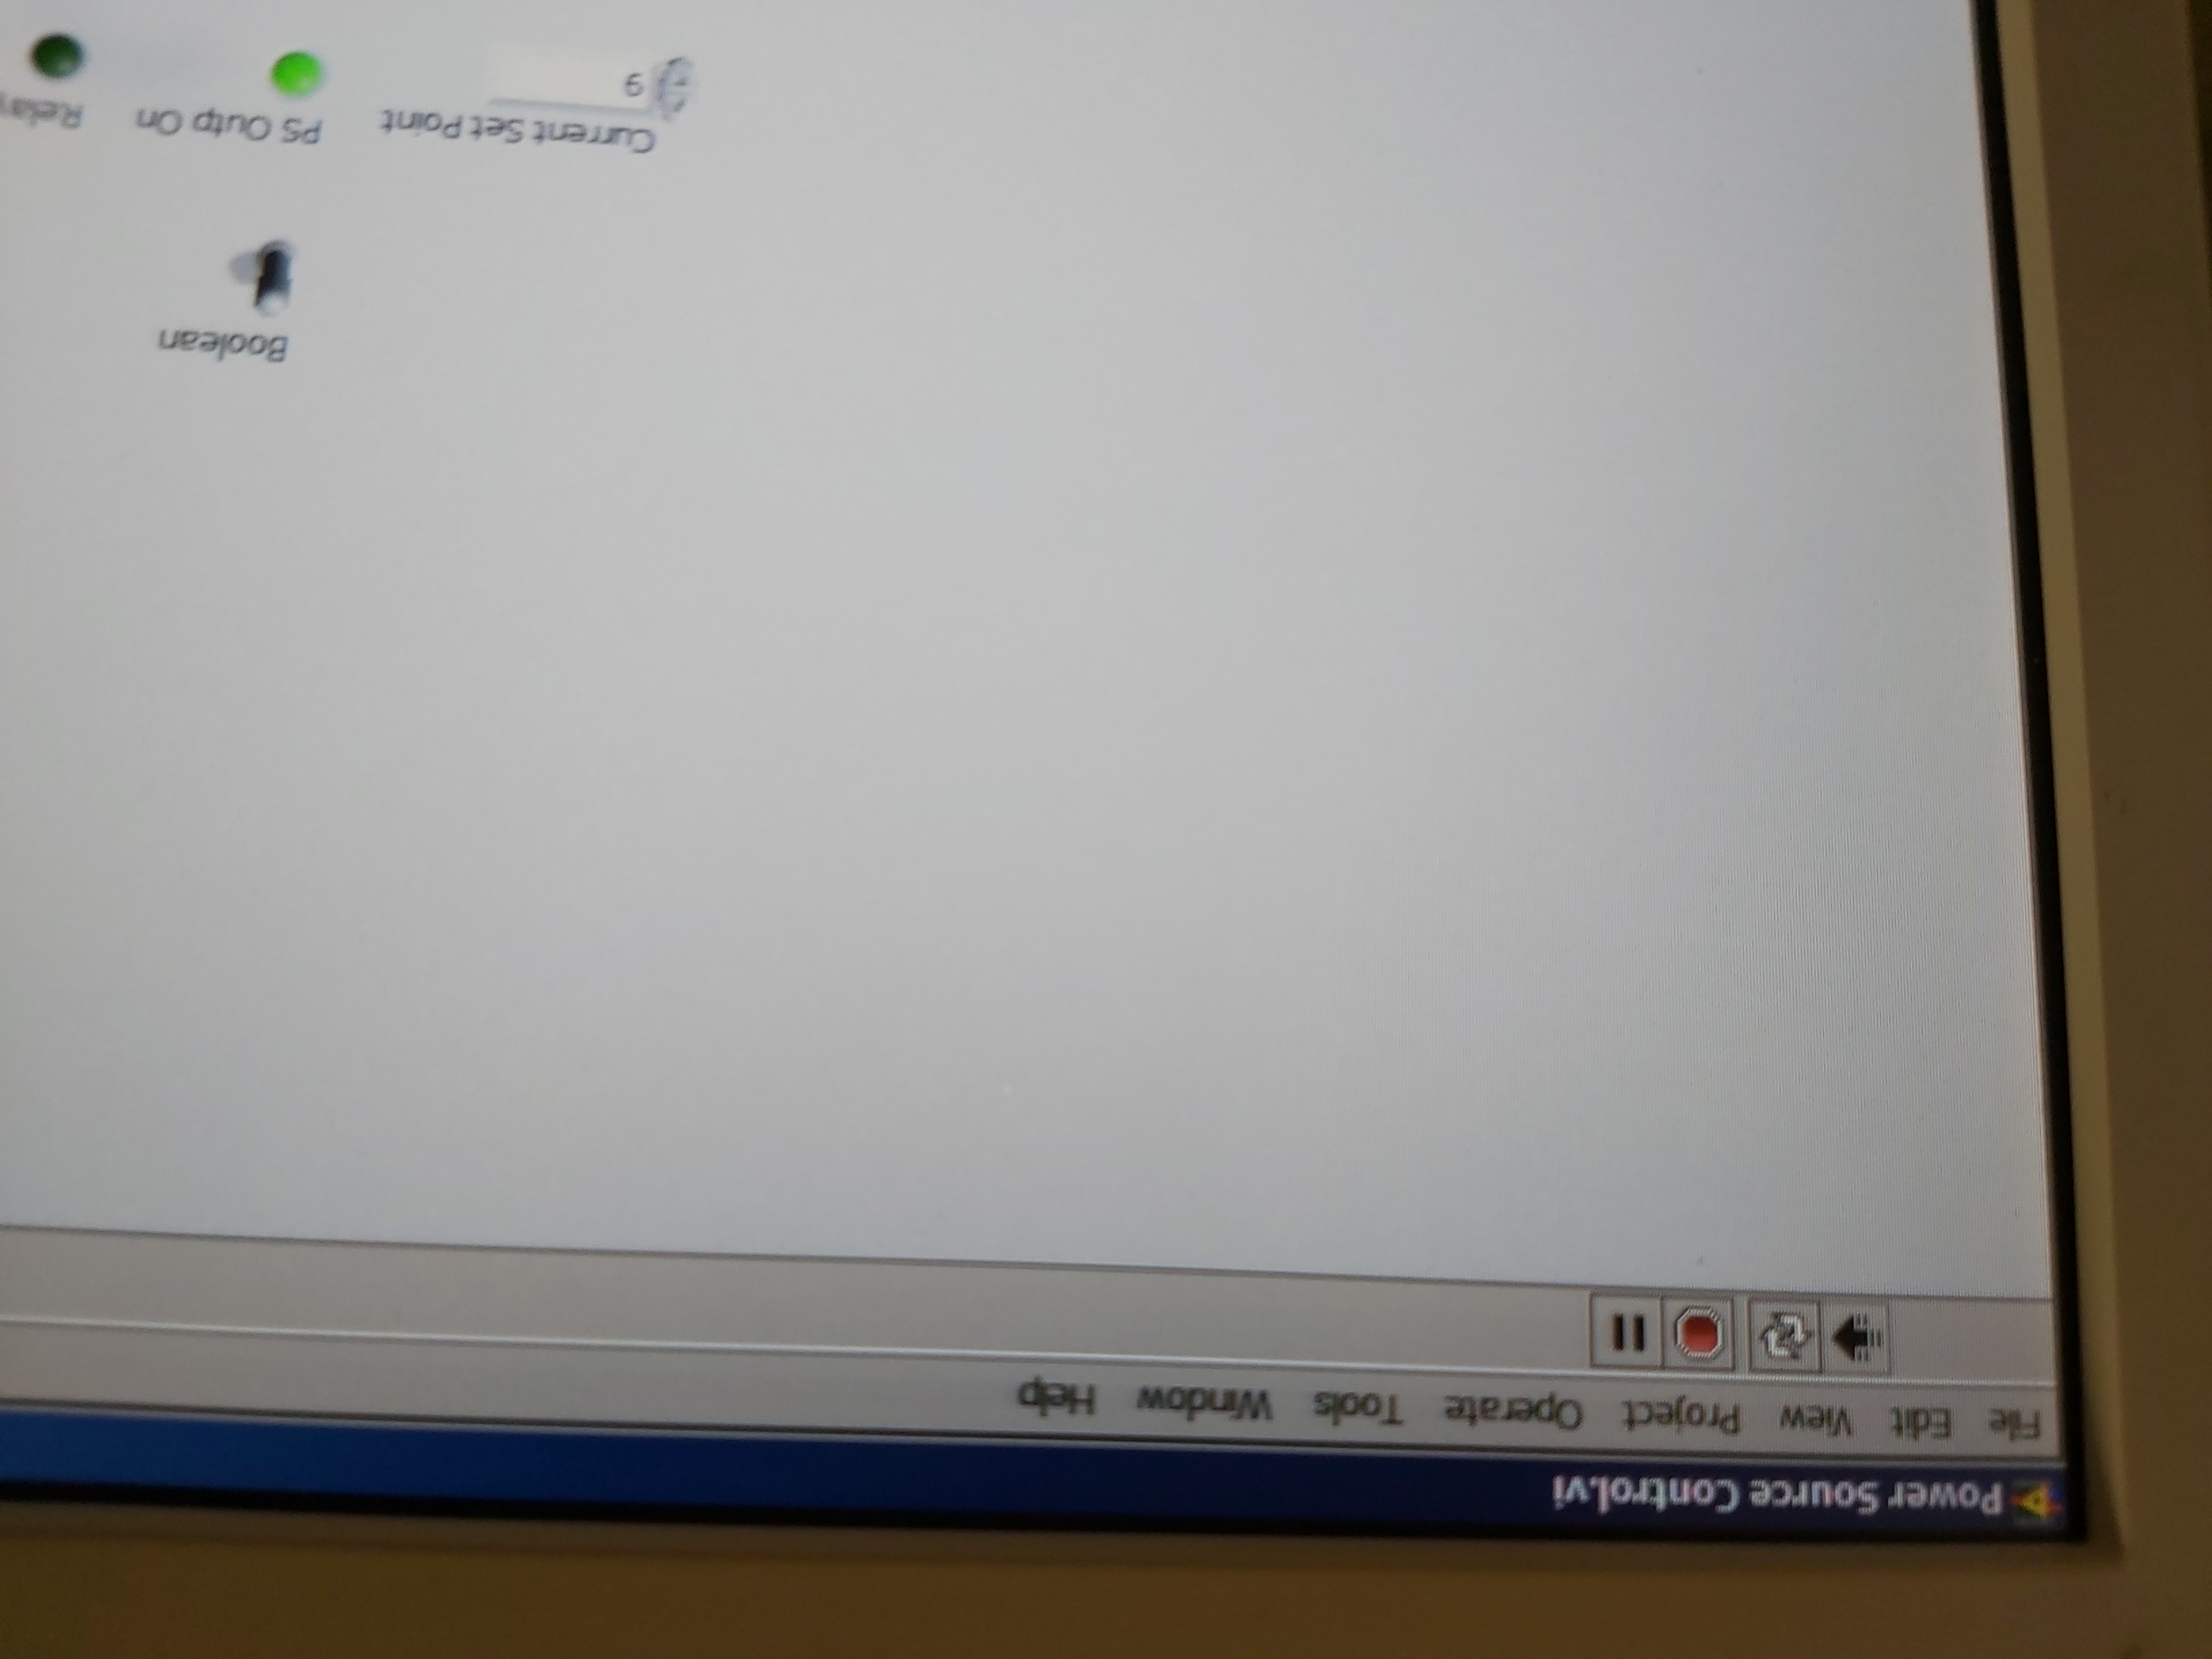 Power Source Control.vi
File Edit View Project Operate Tools Window Help
Boolean
Current Set Point PS Outp On
9